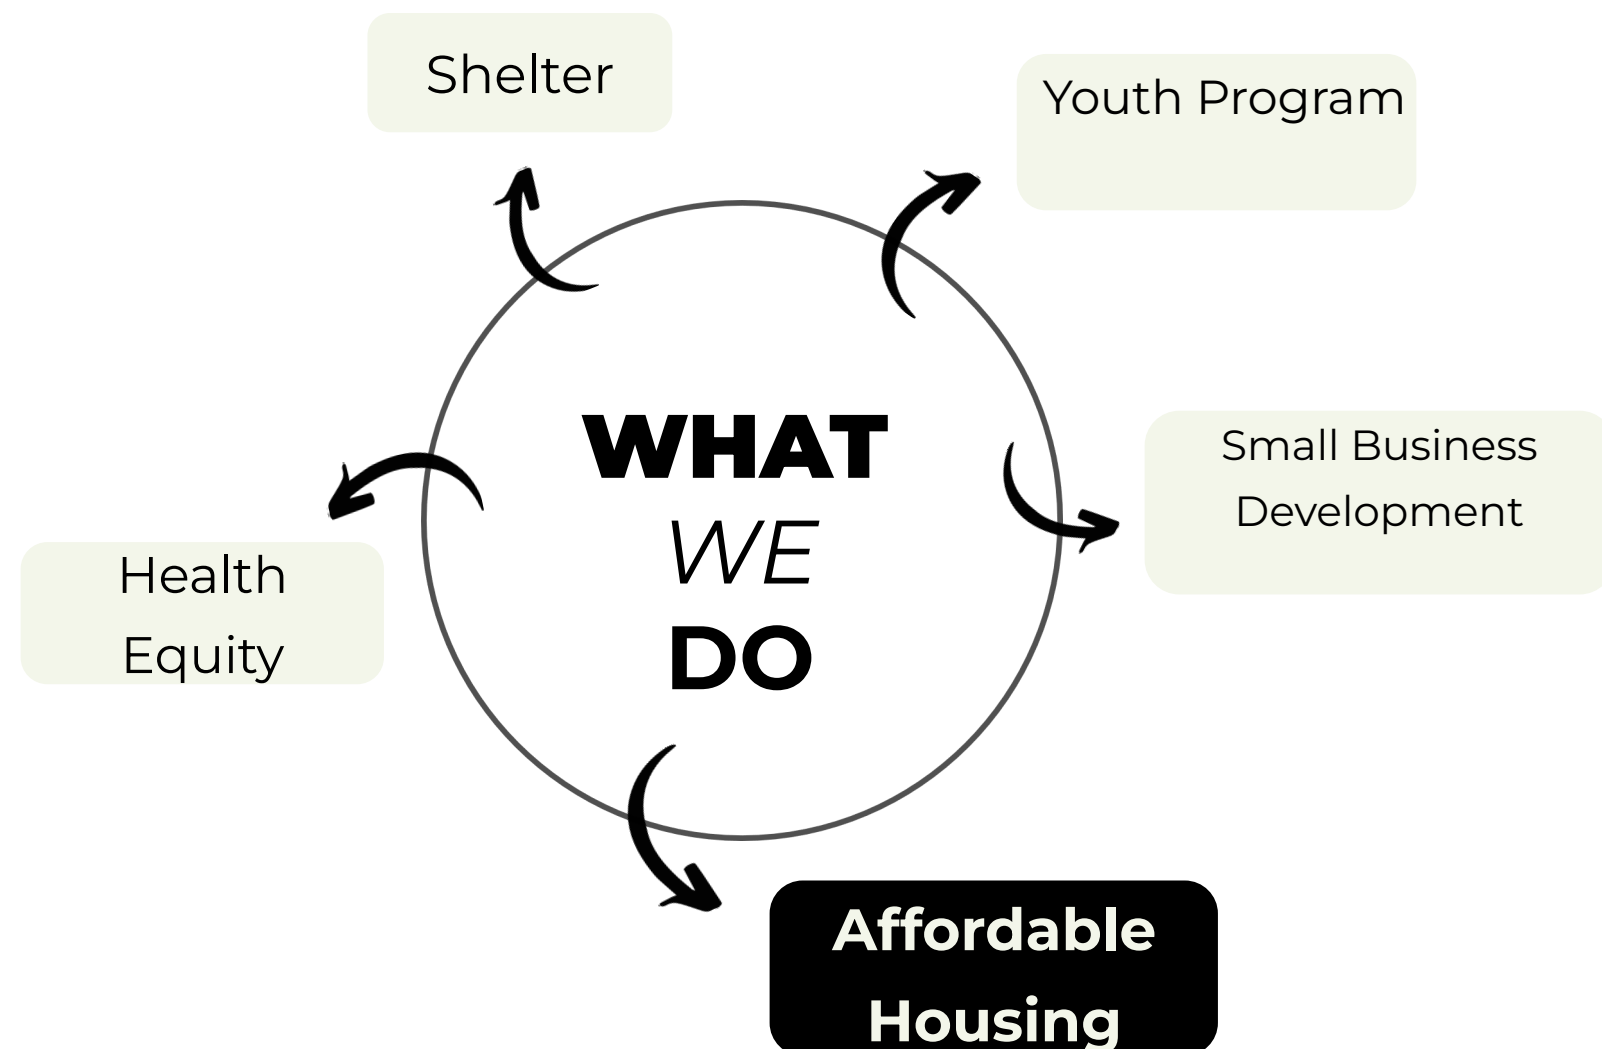 Shelter
Youth Program
WHAT
WE
DO
Small Business
Development
Health
Equity
Affordable
Housing